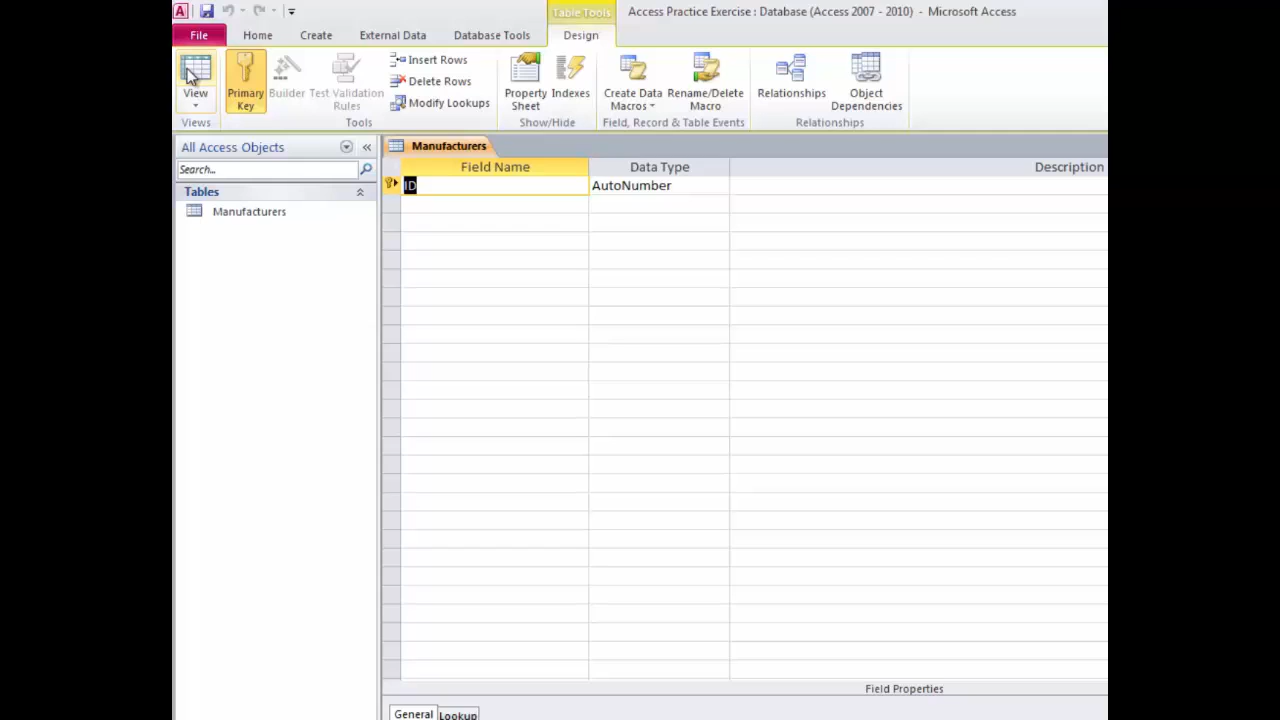 A
Table Tools
Access Practice Exercise : Database (Access 2007 - 2010) - Microsoft Access
File
Home
Create
External Data
Database Tools
Design
View
Primary Key
Builder
Test Validation Rules
Insert Rows
Delete Rows
Modify Lookups
Property Sheet
Indexes
Create Data Macros
Rename/Delete Macro
Relationships
Object Dependencies
Views
Tools
Show/Hide
Field, Record & Table Events
Relationships
All Access Objects
«
Manufacturers
Search...
Field Name
Data Type
Description
Tables
ID
AutoNumber
Manufacturers
Field Properties
General
Lookup